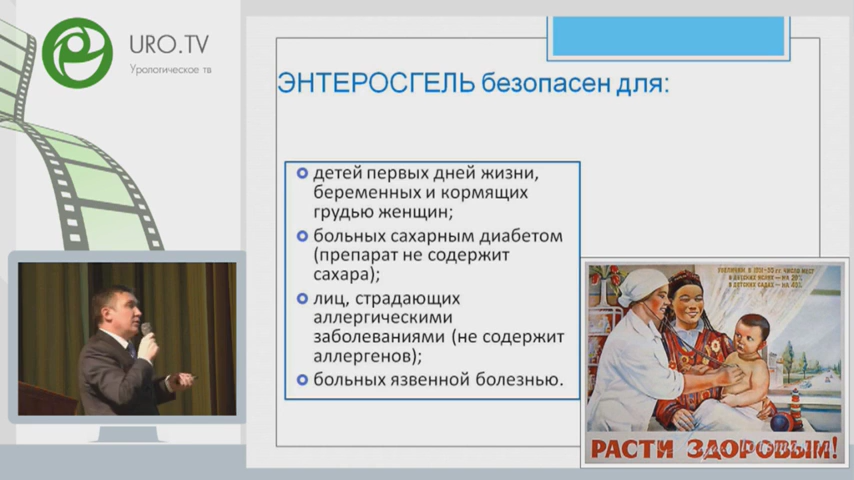 URO.TV
Урологическое тв
ЭНТЕРОСГЕЛЬ безопасен для:
детей первых дней жизни,
беременных и кормящих
грудью женщин;
больных сахарным диабетом
(препарат не содержит
сахара);
лиц, страдающих
аллергическими
заболеваниями (не содержит
аллергенов);
больных язвенной болезнью.
РАСТИ ЗДОРОВЫМ!